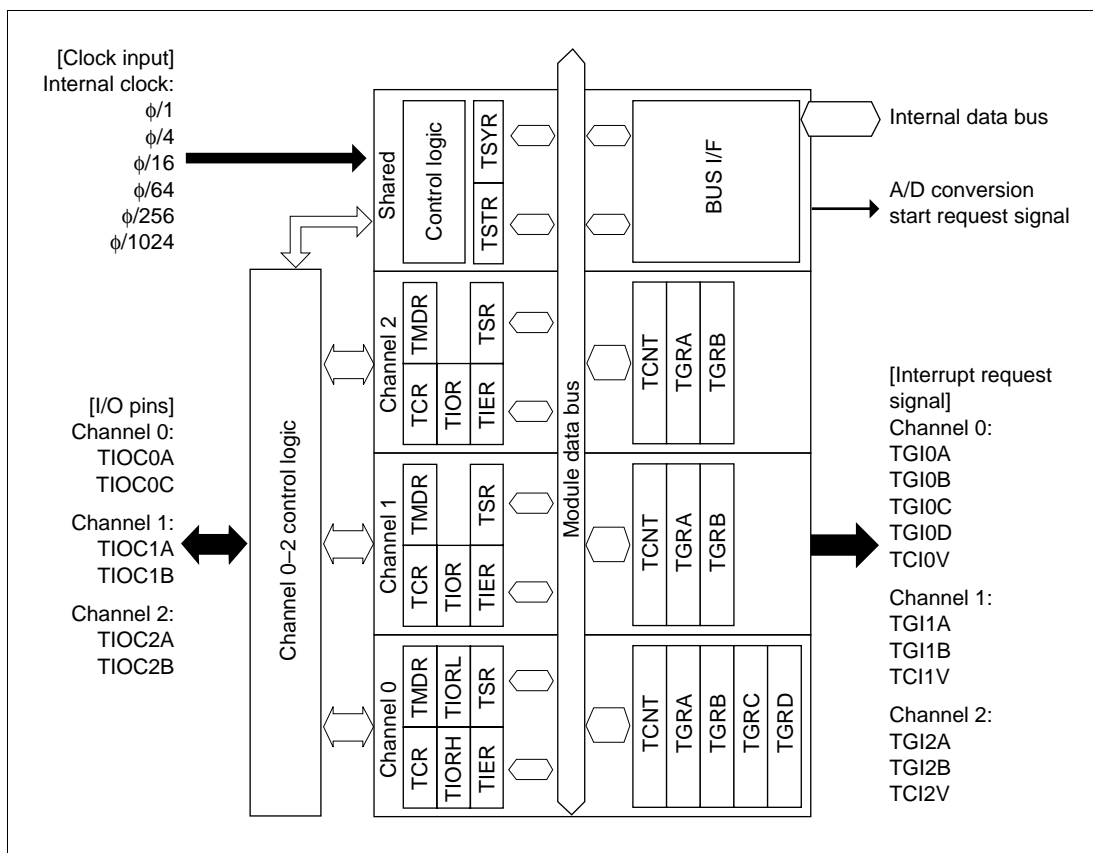 [Clock input]
Internal clock:
ϕ/1
ϕ/4
ϕ/16
ϕ/64
ϕ/256
ϕ/1024
Shared
Control logic
TSYR
TSTR
BUS I/F
Internal data bus
A/D conversion
start request signal
Channel 2
TMDR
TSR
TCR
TIOR
TIER
TCNT
TGRA
TGRB
Channel 1
TMDR
TSR
TCR
TIOR
TIER
TCNT
TGRA
TGRB
Channel 0
TMDR
TIORL
TSR
TCR
TIORH
TIER
TCNT
TGRA
TGRB
TGRC
TGRD
Module data bus
Channel 0–2 control logic
[I/O pins]
Channel 0:
TIOC0A
TIOC0C
Channel 1:
TIOC1A
TIOC1B
Channel 2:
TIOC2A
TIOC2B
[Interrupt request
signal]
Channel 0:
TGI0A
TGI0B
TGI0C
TGI0D
TCI0V
Channel 1:
TGI1A
TGI1B
TCI1V
Channel 2:
TGI2A
TGI2B
TCI2V